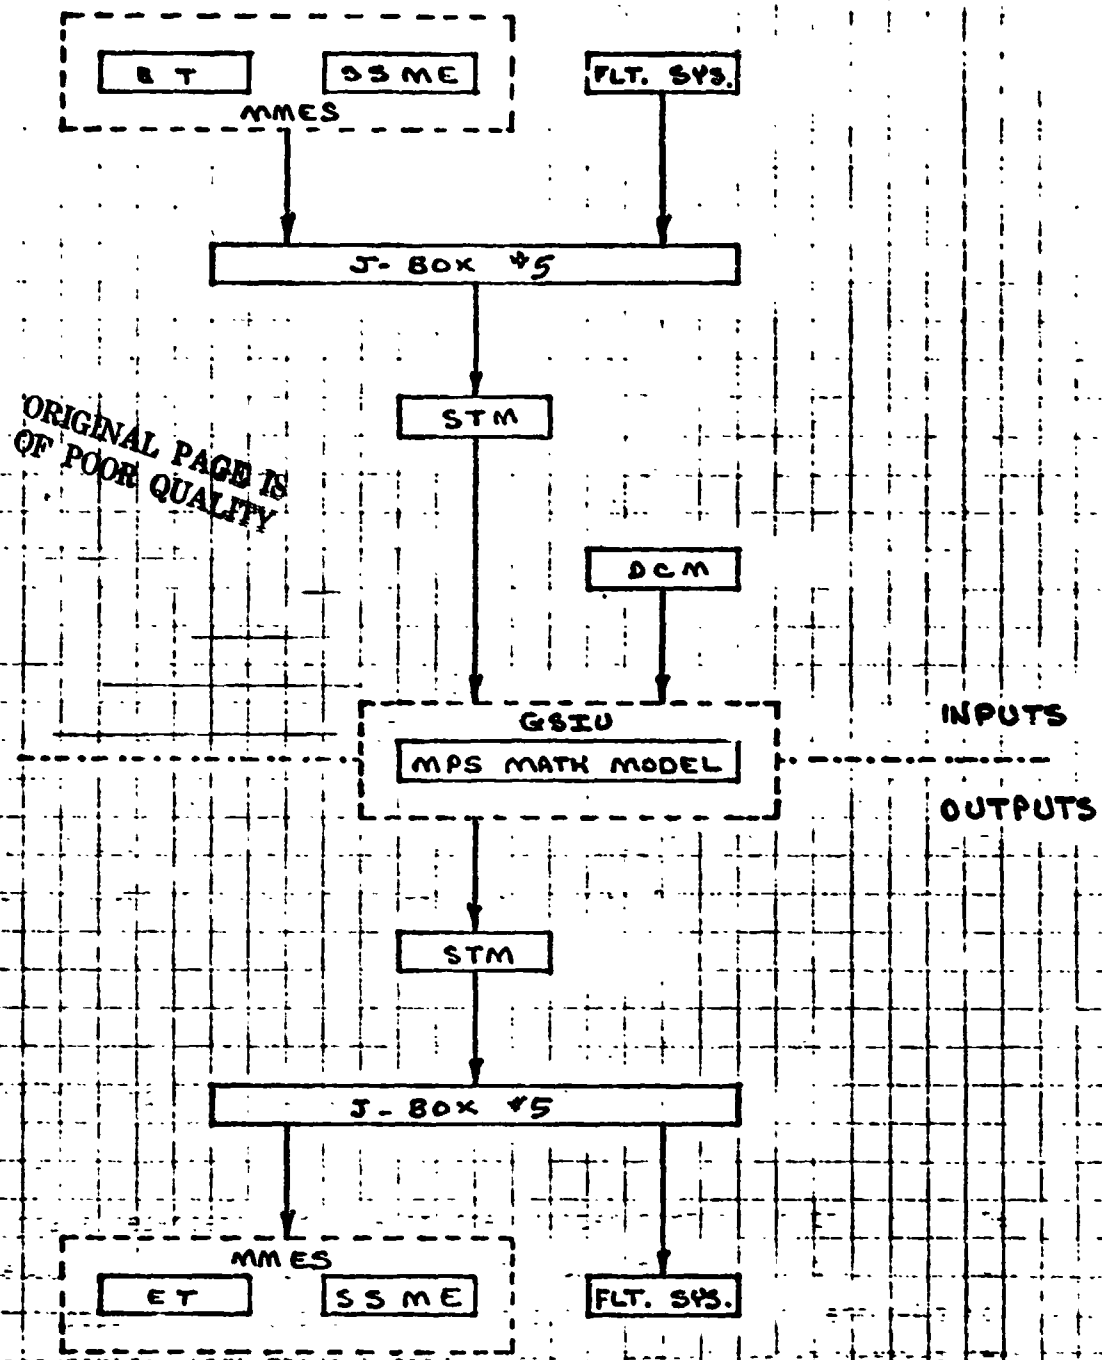 ET SSME FLT. SYS.
MMES
J-BOX #5
STM
ORIGINAL PAGE IS
OF POOR QUALITY
DCM
GSIU
INPUTS
MPS MATH MODEL
OUTPUTS
STM
J-BOX #5
MMES
ET SSME FLT. SYS.